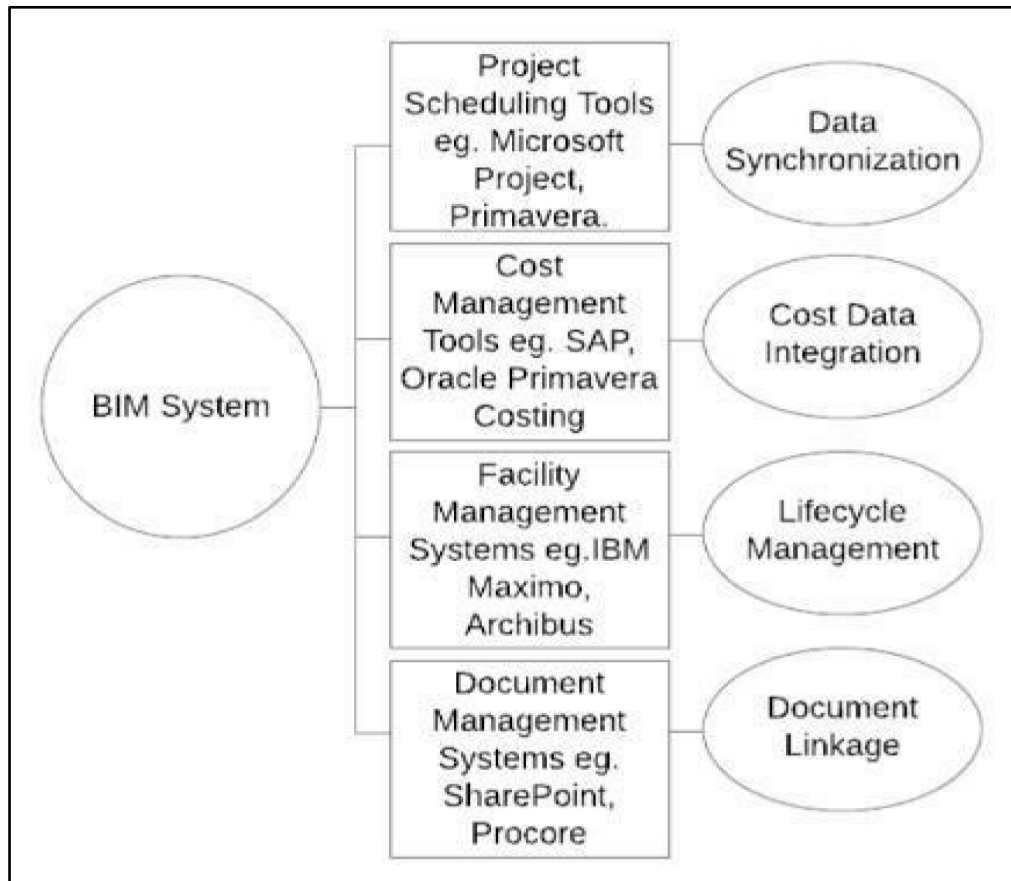 BIM System
Project
Scheduling Tools
eg. Microsoft
Project,
Primavera.
Data
Synchronization
Cost
Management
Tools eg. SAP,
Oracle Primavera
Costing
Cost Data
Integration
Facility
Management
Systems eg.IBM
Maximo,
Archibus
Lifecycle
Management
Document
Management
Systems eg.
SharePoint,
Procore
Document
Linkage